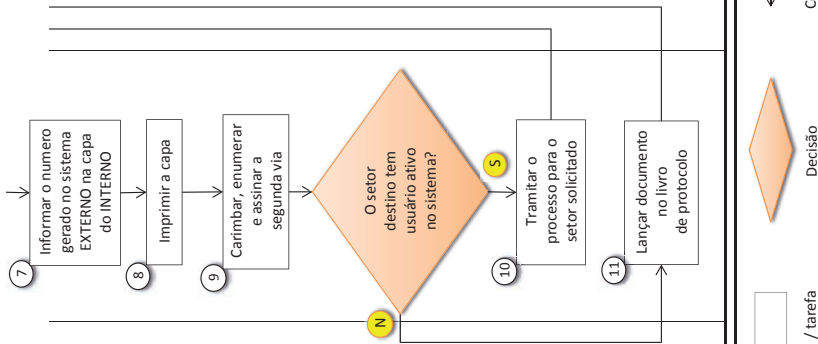 7
Informar o numero
gerado no sistema
EXTERNO na capa
do INTERNO
8
Imprimir a capa
9
Carimbar, enumerar
e assinar a
segunda via
O setor
destino tem
usuário ativo
no sistema?
N
S
10
Tramitar o
processo para o
setor solicitado
11
Lançar documento
no livro
de protocolo
/ tarefa
Decisão